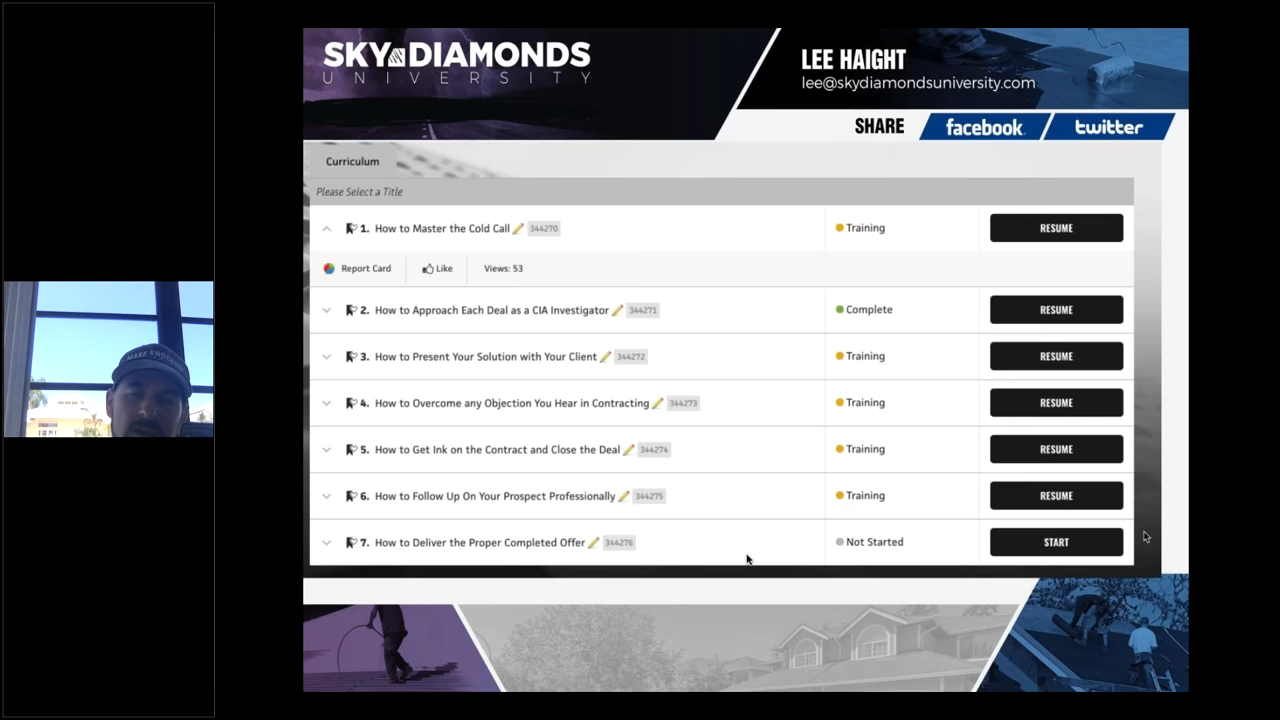 SKY DIAMONDS
UNIVERSITY
LEE HAIGHT
lee@skydiamondsuniversity.com
SHARE facebook. twitter
Curriculum
Please Select a Title
1. How to Master the Cold Call 344270 Training RESUME
Report Card Like Views: 53
2. How to Approach Each Deal as a CIA Investigator 344271 Complete RESUME
3. How to Present Your Solution with Your Client 344272 Training RESUME
4. How to Overcome any Objection You Hear in Contracting 344273 Training RESUME
5. How to Get Ink on the Contract and Close the Deal 344274 Training RESUME
6. How to Follow Up On Your Prospect Professionally 344275 Training RESUME
7. How to Deliver the Proper Completed Offer 344276 Not Started START